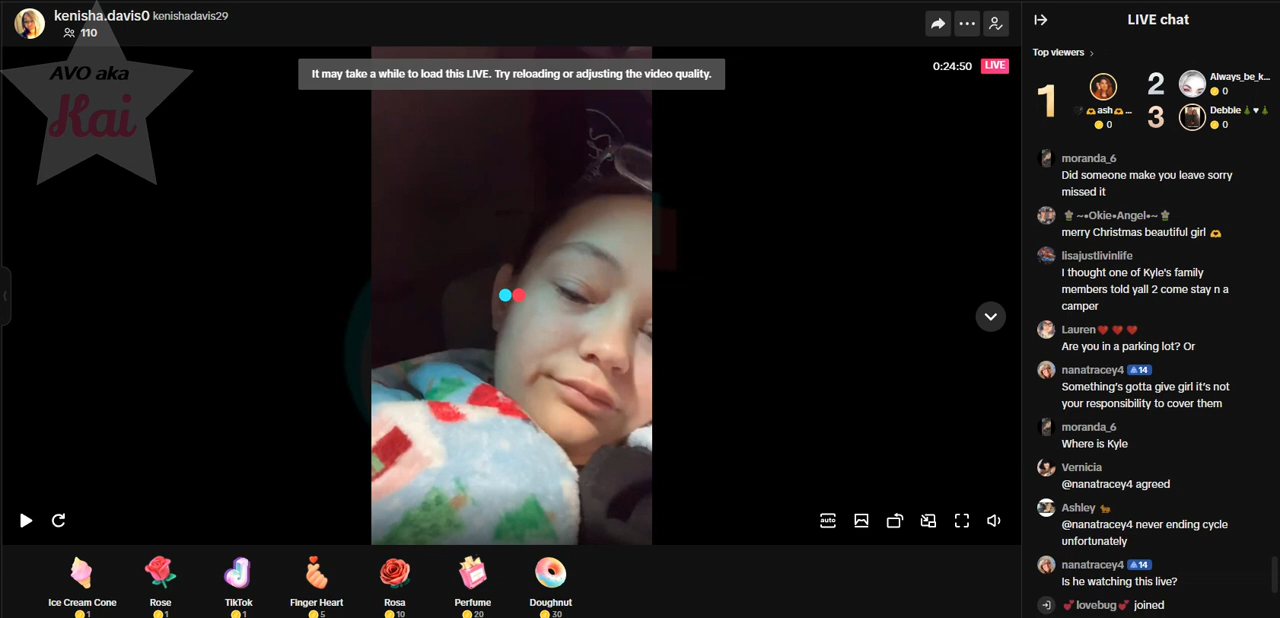 kenisha.davis0 kenishadavis29
110
AVO aka
Kai
It may take a while to load this LIVE. Try reloading or adjusting the video quality.
0:24:50 LIVE
auto
Ice Cream Cone
1
Rose
1
TikTok
1
Finger Heart
5
Rosa
10
Perfume
20
Doughnut
30
LIVE chat
Top viewers >
1
🫶ash🫶 ...
0
2
Always_be_k...
0
3
Debbie🎄♥🎄
0
moranda_6
Did someone make you leave sorry
missed it
~•Okie•Angel•~
merry Christmas beautiful girl 🫶
lisajustlivinlife
I thought one of Kyle's family
members told yall 2 come stay n a
camper
Lauren❤️ ❤️ ❤️
Are you in a parking lot? Or
nanatracey4 14
Something's gotta give girl it's not
your responsibility to cover them
moranda_6
Where is Kyle
Vernicia
@nanatracey4 agreed
Ashley 🐆
@nanatracey4 never ending cycle
unfortunately
nanatracey4 14
Is he watching this live?
💕lovebug💕 joined